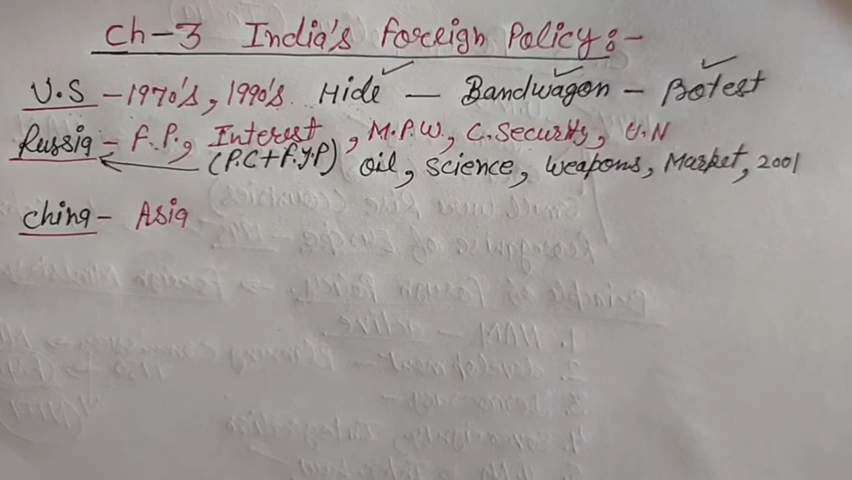 Ch-3 India's Foreign Policy:-
U.S - 1970's, 1990's. Hide - Bandwagon - Botest
Russia - F.P., Interest, M.P.W, C.Security, U.N
(P.C + F.Y.P) Oil, Science, Weapons, Market, 2001
China - Asia